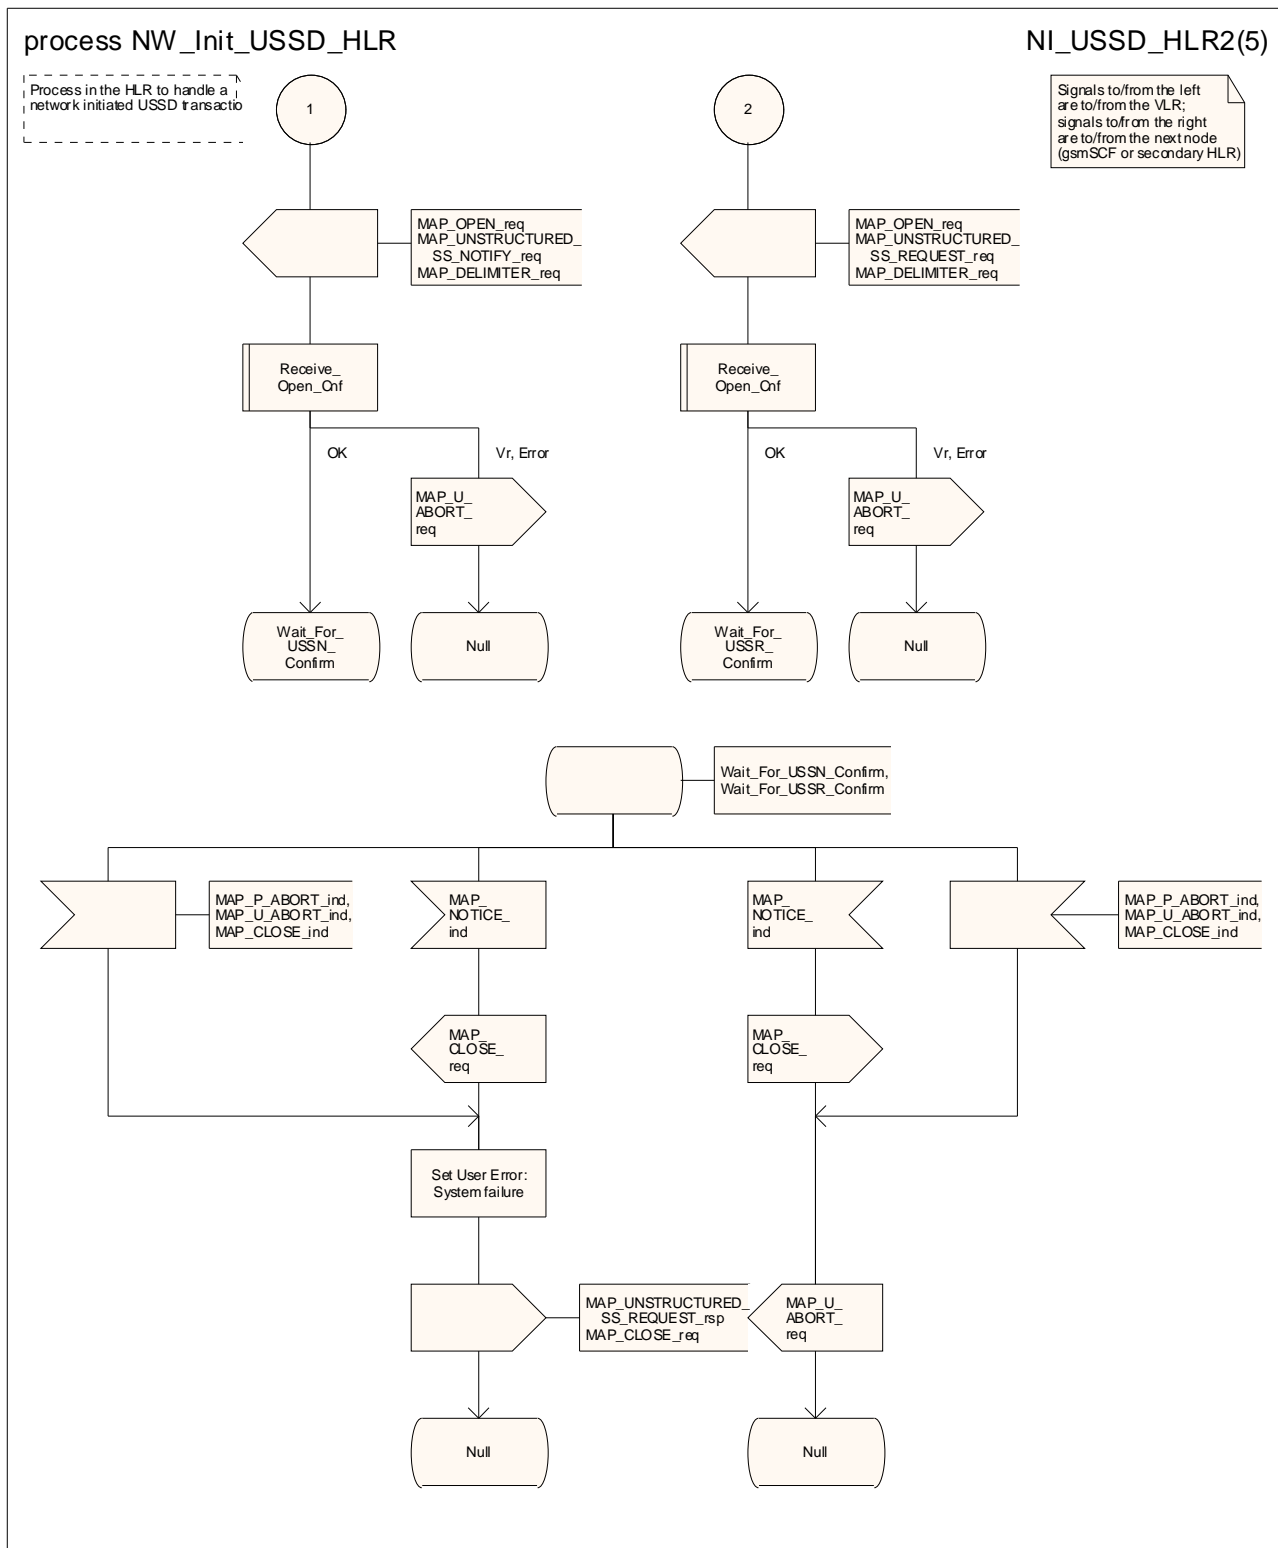 process NW_Init_USSD_HLR
NI_USSD_HLR2(5)
Process in the HLR to handle a
network initiated USSD transactio
Signals to/from the left
are to/from the VLR;
signals to/from the right
are to/from the next node
(gsmSCF or secondary HLR)
1
2
MAP_OPEN_req
MAP_UNSTRUCTURED_
SS_NOTIFY_req
MAP_DELIMITER_req
MAP_OPEN_req
MAP_UNSTRUCTURED_
SS_REQUEST_req
MAP_DELIMITER_req
Receive_
Open_Cnf
Receive_
Open_Cnf
OK
Vr, Error
OK
Vr, Error
MAP_U_
ABORT_
req
MAP_U_
ABORT_
req
Wait_For_
USSN_
Confirm
Null
Wait_For_
USSR_
Confirm
Null
Wait_For_USSN_Confirm,
Wait_For_USSR_Confirm
MAP_P_ABORT_ind,
MAP_U_ABORT_ind,
MAP_CLOSE_ind
MAP_
NOTICE_
ind
MAP_
NOTICE_
ind
MAP_P_ABORT_ind,
MAP_U_ABORT_ind,
MAP_CLOSE_ind
MAP_
CLOSE_
req
MAP_
CLOSE_
req
Set User Error:
System failure
MAP_UNSTRUCTURED_
SS_REQUEST_rsp
MAP_CLOSE_req
MAP_U_
ABORT_
req
Null
Null